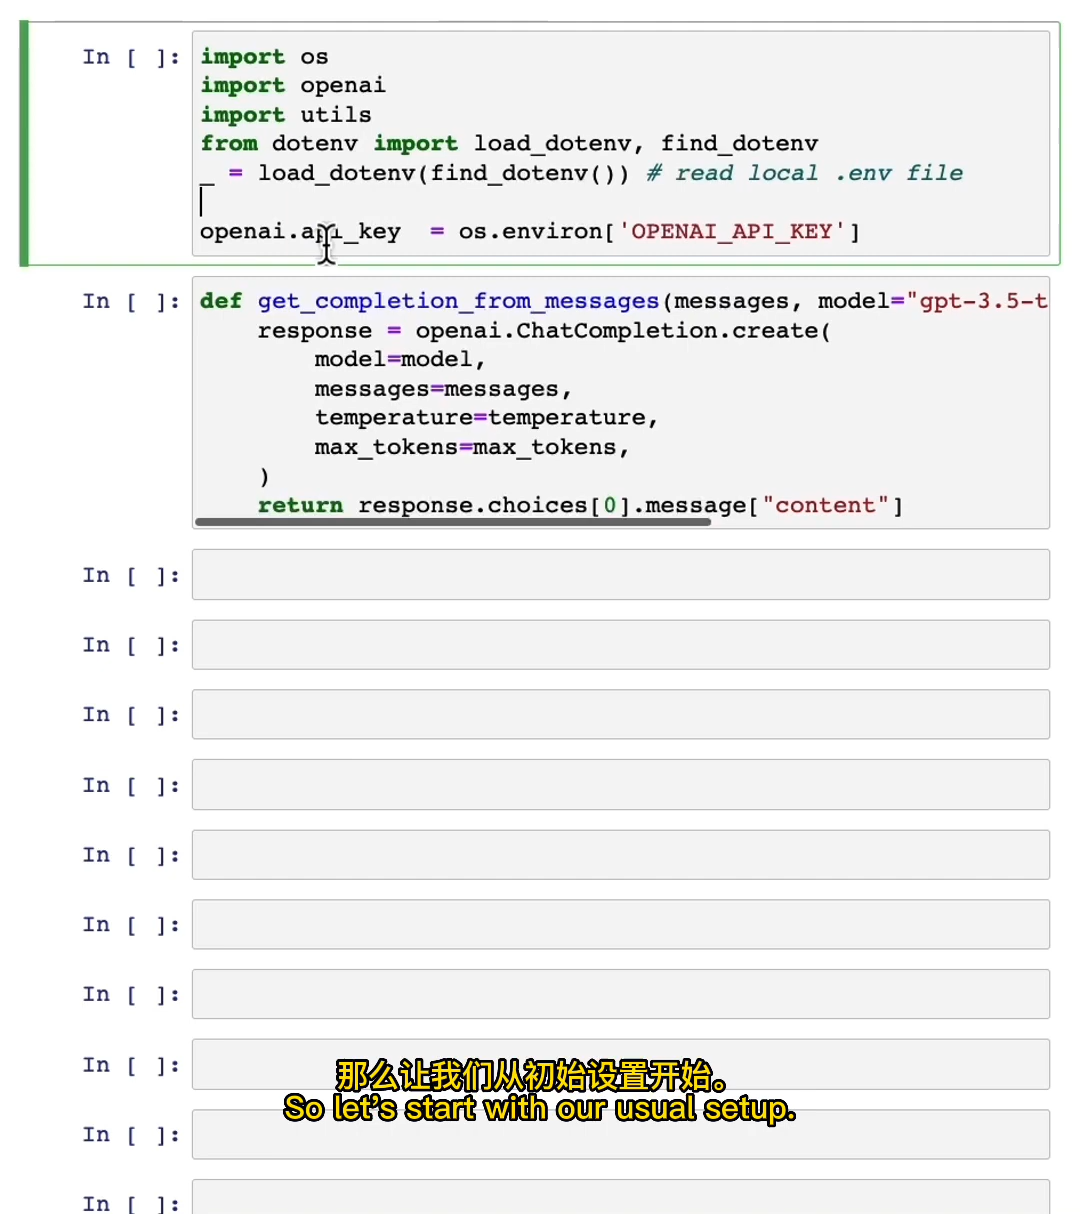 In [ ]:
import os
import openai
import utils
from dotenv import load_dotenv, find_dotenv
_ = load_dotenv(find_dotenv()) # read local .env file
openai.api_key  = os.environ['OPENAI_API_KEY']
In [ ]:
def get_completion_from_messages(messages, model="gpt-3.5-t
    response = openai.ChatCompletion.create(
        model=model,
        messages=messages,
        temperature=temperature,
        max_tokens=max_tokens,
    )
    return response.choices[0].message["content"]
In [ ]:
In [ ]:
In [ ]:
In [ ]:
In [ ]:
In [ ]:
In [ ]:
In [ ]:
那么让我们从初始设置开始。
So let's start with our usual setup.
In [ ]:
In [ ]: